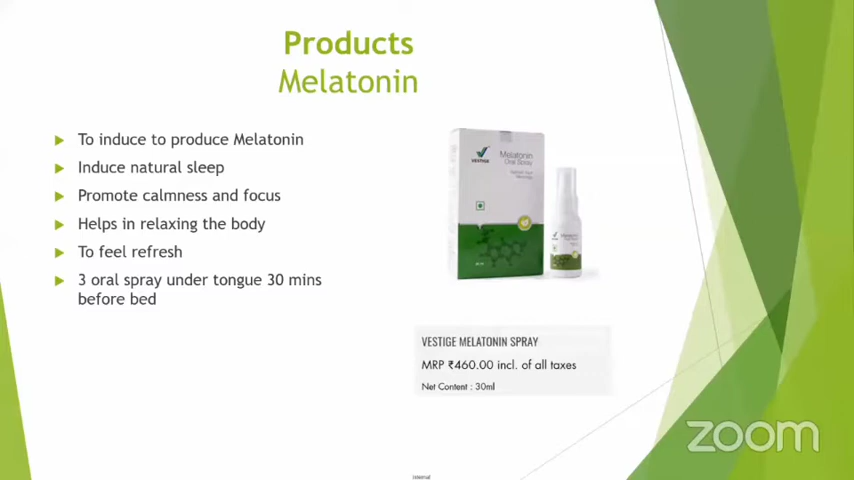 Products
Melatonin
To induce to produce Melatonin
Induce natural sleep
Promote calmness and focus
Helps in relaxing the body
To feel refresh
3 oral spray under tongue 30 mins
before bed
VESTIGE
Melatonin
Oral Spray
VESTIGE MELATONIN SPRAY
MRP ₹460.00 incl. of all taxes
Net Content : 30ml
zoom